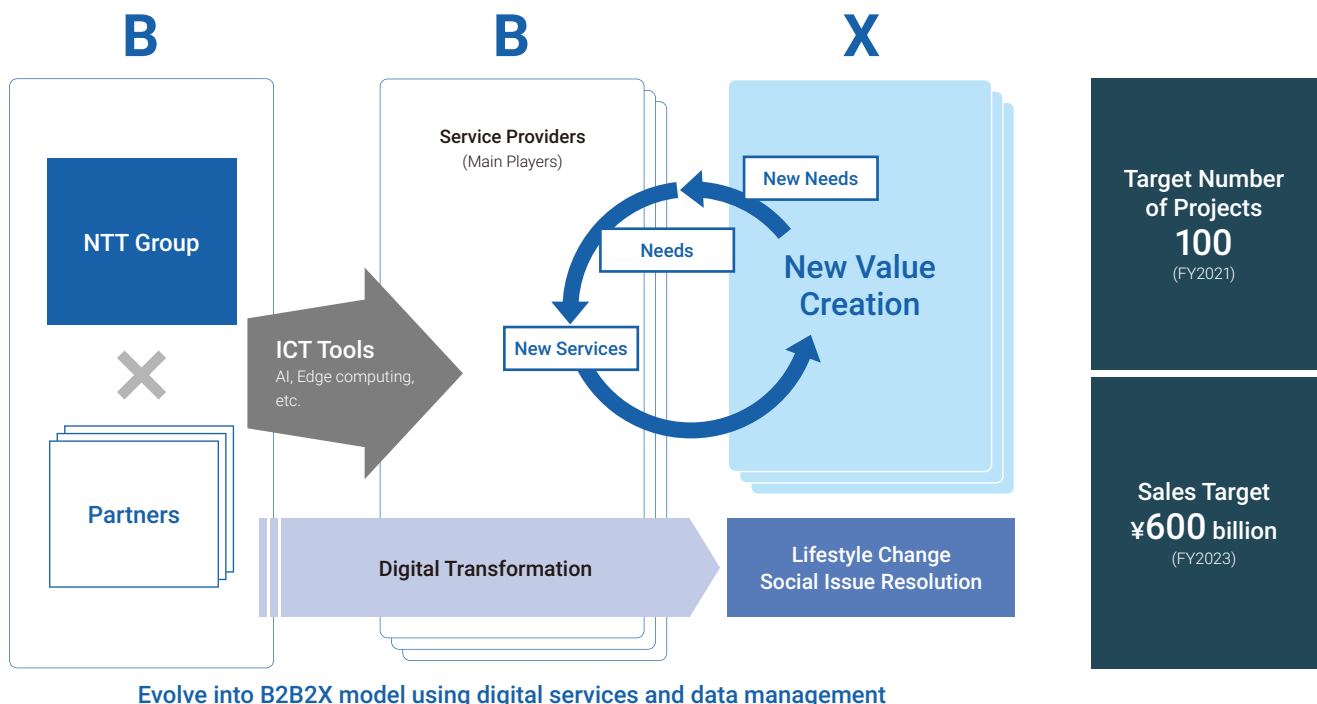 B
B
X
NTT Group
Partners
ICT Tools
AI, Edge computing,
etc.
Service Providers
(Main Players)
New Needs
Needs
New Services
New Value
Creation
Digital Transformation
Lifestyle Change
Social Issue Resolution
Target Number
of Projects
100
(FY2021)
Sales Target
¥600 billion
(FY2023)
Evolve into B2B2X model using digital services and data management